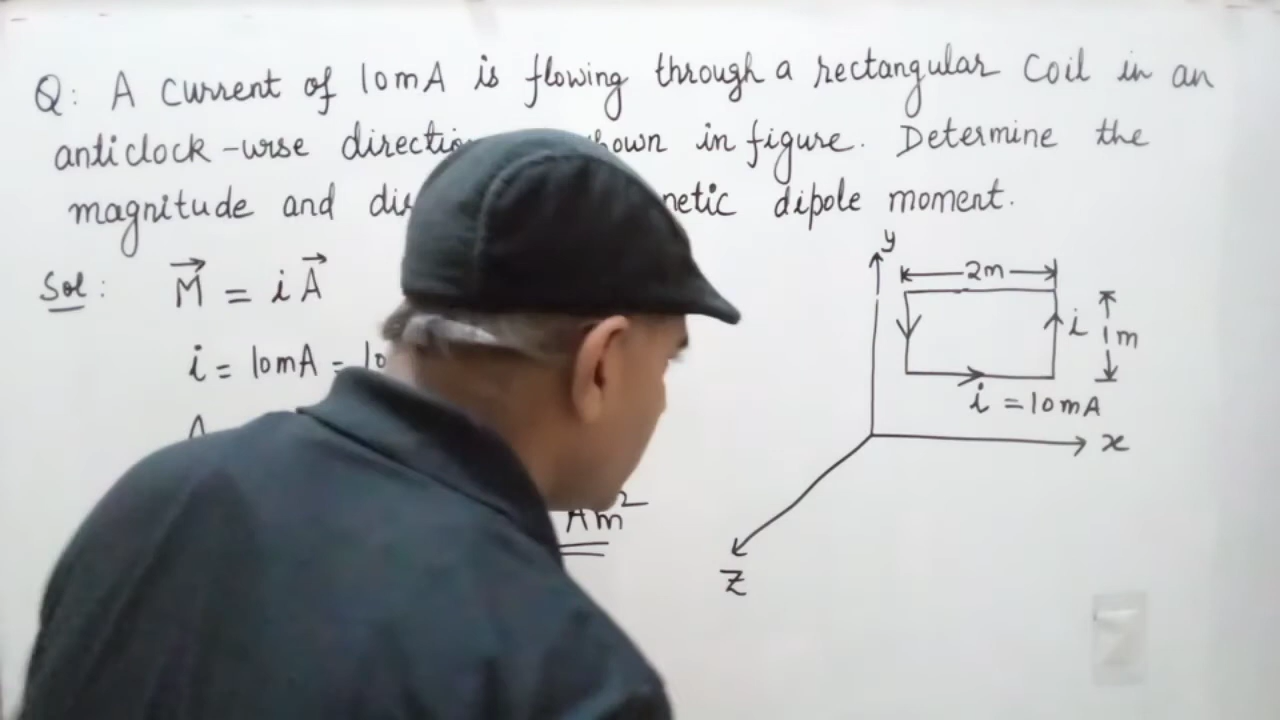 Q: A current of 10mA is flowing through a rectangular coil in an
anticlock-wise shown in figure. Determine the
magnitude and dipole moment.
Sol: M = i A
i = 10mA =
Am²
y
2m
i
1m
i = 10mA
x
Z